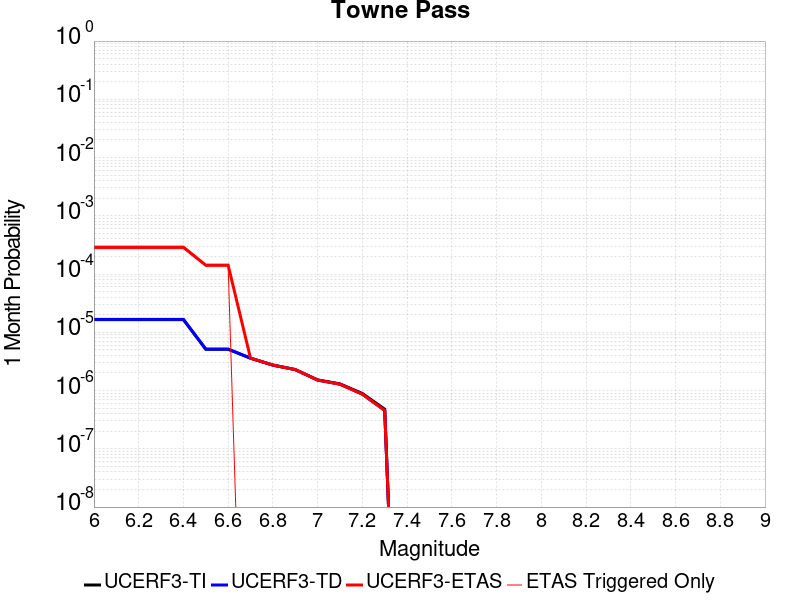 Towne Pass
1 Month Probability
10^0
10^-1
10^-2
10^-3
10^-4
10^-5
10^-6
10^-7
10^-8
6 6.2 6.4 6.6 6.8 7 7.2 7.4 7.6 7.8 8 8.2 8.4 8.6 8.8 9
Magnitude
UCERF3-TI UCERF3-TD UCERF3-ETAS ETAS Triggered Only